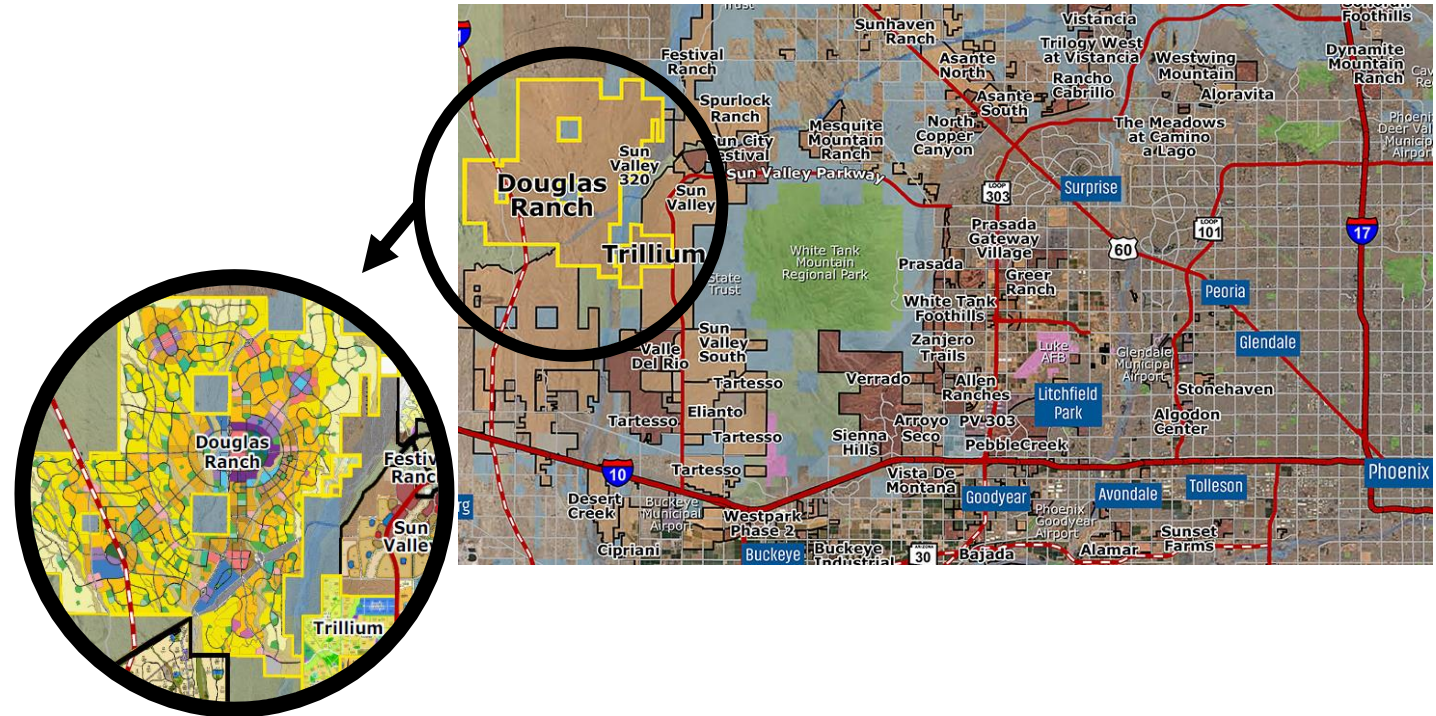 Trust
Sunhaven
Ranch
Vistancia
Foothills
Trilogy West
at Vistancia
Dynamite
Mountain
Ranch
Festival
Ranch
Asante
North
Westwing
Mountain
Rancho
Cabrillo
Aloravita
Asante
South
Spurlock
Ranch
Mesquite
Mountain
Ranch
North
Copper
Canyon
The Meadows
at Camino
a Lago
Sun
Valley
320
Sun Valley Parkway
Douglas
Ranch
Sun
Valley
LOOP
303
Surprise
LOOP
101
17
60
Trillium
White Tank
Mountain
Regional Park
Prasada
Gateway
Village
Prasada
Greer
Ranch
State
Trust
Peoria
White Tank
Foothills
Glendale
Sun
Valley
South
Valle
Del Rio
Zanjero
Trails
Luke
AFB
Glendale
Municipal
Airport
Tartesso
Verrado
Allen
Ranches
Litchfield
Park
Stonehaven
Elianto
Tartesso
Arroyo
Seco
PV-303
Algodon
Center
Tartesso
Sienna
Hills
PebbleCreek
Tartesso
10
Vista De
Montana
Phoenix
Goodyear
Avondale
Tolleson
Desert
Creek
Buckeye
Municipal
Airport
Westpark
Phase 2
Phoenix
Goodyear
Airport
Sunset
Farms
Cipriani
Buckeye
Buckeye
Industrial
ARIZONA
30
Bajada
Alamar
Douglas
Ranch
Sun
Trillium